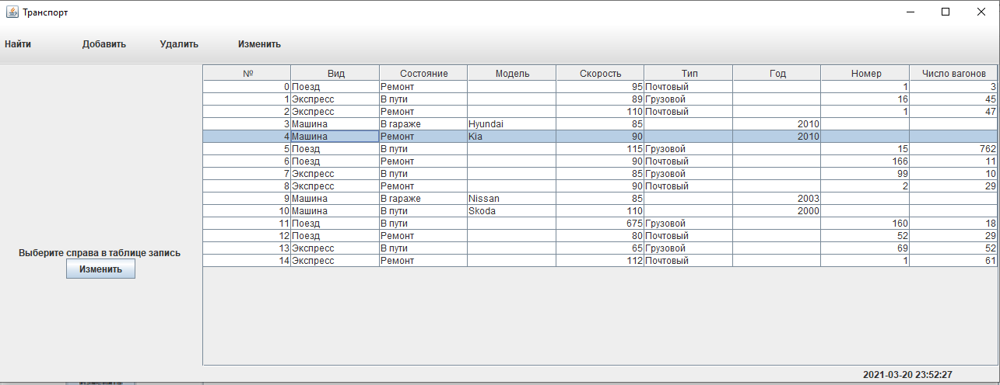 Транспорт
Найти Добавить Удалить Изменить
№ Вид Состояние Модель Скорость Тип Год Номер Число вагонов
0 Поезд Ремонт 95 Почтовый 1 3
1 Экспресс В пути 89 Грузовой 16 45
2 Экспресс Ремонт 110 Почтовый 1 47
3 Машина В гараже Hyundai 85 2010
4 Машина Ремонт Kia 90 2010
5 Поезд В пути 115 Грузовой 15 762
6 Поезд Ремонт 90 Почтовый 166 11
7 Экспресс В пути 85 Грузовой 99 10
8 Экспресс Ремонт 90 Почтовый 2 29
9 Машина В гараже Nissan 85 2003
10 Машина В пути Skoda 110 2000
11 Поезд В пути 675 Грузовой 160 18
12 Поезд Ремонт 80 Почтовый 52 29
13 Экспресс В пути 65 Грузовой 69 52
14 Экспресс Ремонт 112 Почтовый 1 61
Выберите справа в таблице запись
Изменить
2021-03-20 23:52:27